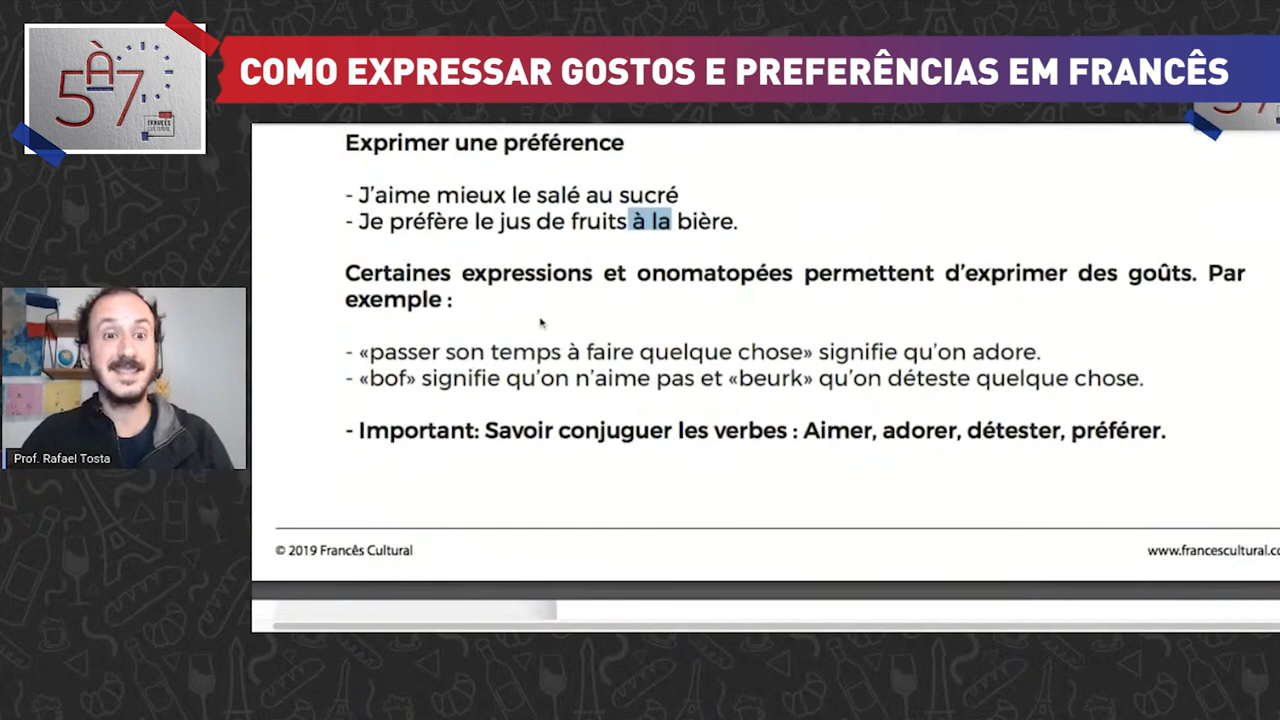 5 À 7
COMO EXPRESSAR GOSTOS E PREFERÊNCIAS EM FRANCÊS
Exprimer une préférence
- J'aime mieux le salé au sucré
- Je préfère le jus de fruits à la bière.
Certaines expressions et onomatopées permettent d'exprimer des goûts. Par
exemple :
- «passer son temps à faire quelque chose» signifie qu'on adore.
- «bof» signifie qu'on n'aime pas et «beurk» qu'on déteste quelque chose.
- Important: Savoir conjuguer les verbes : Aimer, adorer, détester, préférer.
Prof. Rafael Tosta
© 2019 Francês Cultural
www.francescultural.co